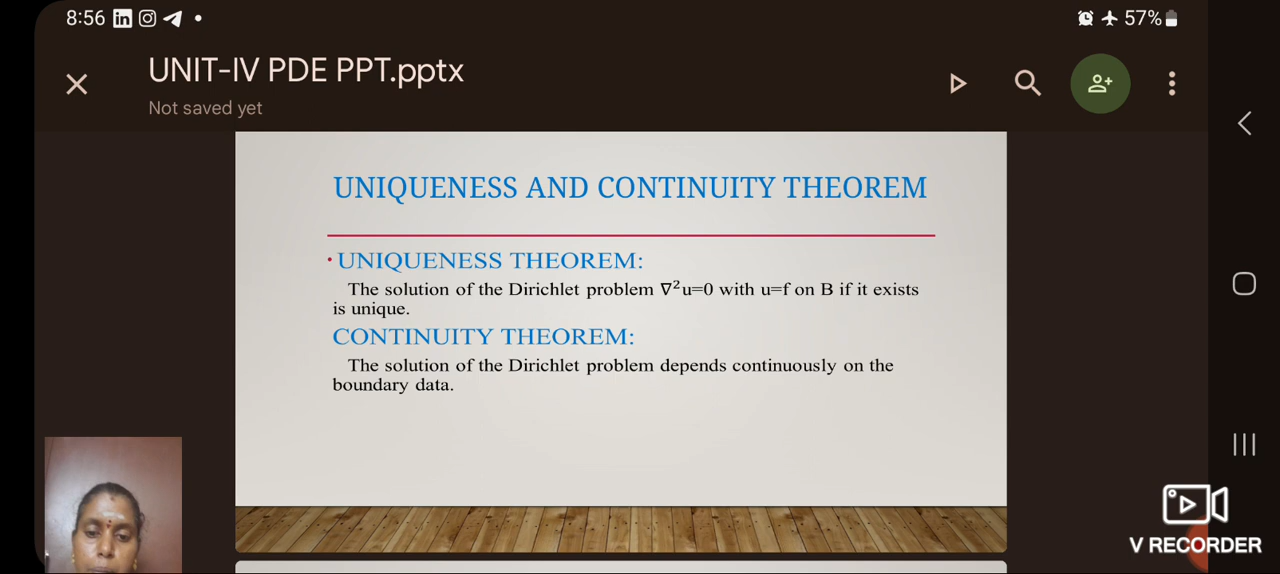 8:56
57%
UNIT-IV PDE PPT.pptx
Not saved yet
UNIQUENESS AND CONTINUITY THEOREM
• UNIQUENESS THEOREM:
The solution of the Dirichlet problem ∇²u=0 with u=f on B if it exists
is unique.
CONTINUITY THEOREM:
The solution of the Dirichlet problem depends continuously on the
boundary data.
V RECORDER